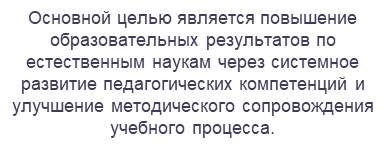 Основной целью является повышение
образовательных результатов по
естественным наукам через системное
развитие педагогических компетенций и
улучшение методического сопровождения
учебного процесса.